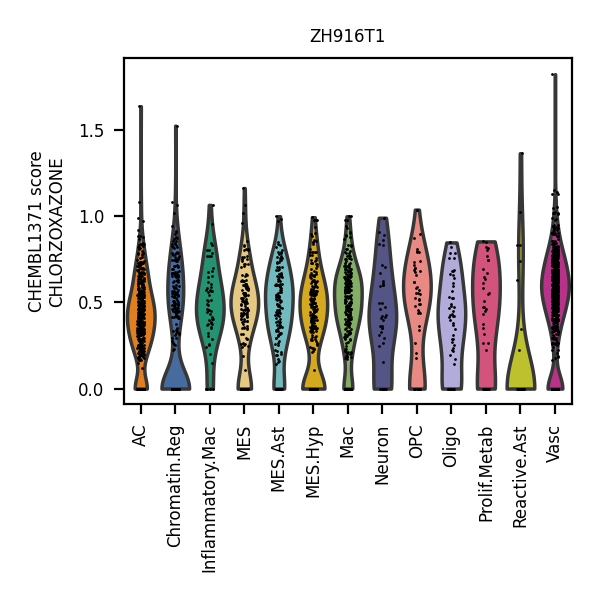 ZH916T1
CHEMBL1371 score
CHLORZOXAZONE
1.5
1.0
0.5
0.0
AC
Chromatin.Reg
Inflammatory.Mac
MES
MES.Ast
MES.Hyp
Mac
Neuron
OPC
Oligo
Prolif.Metab
Reactive.Ast
Vasc